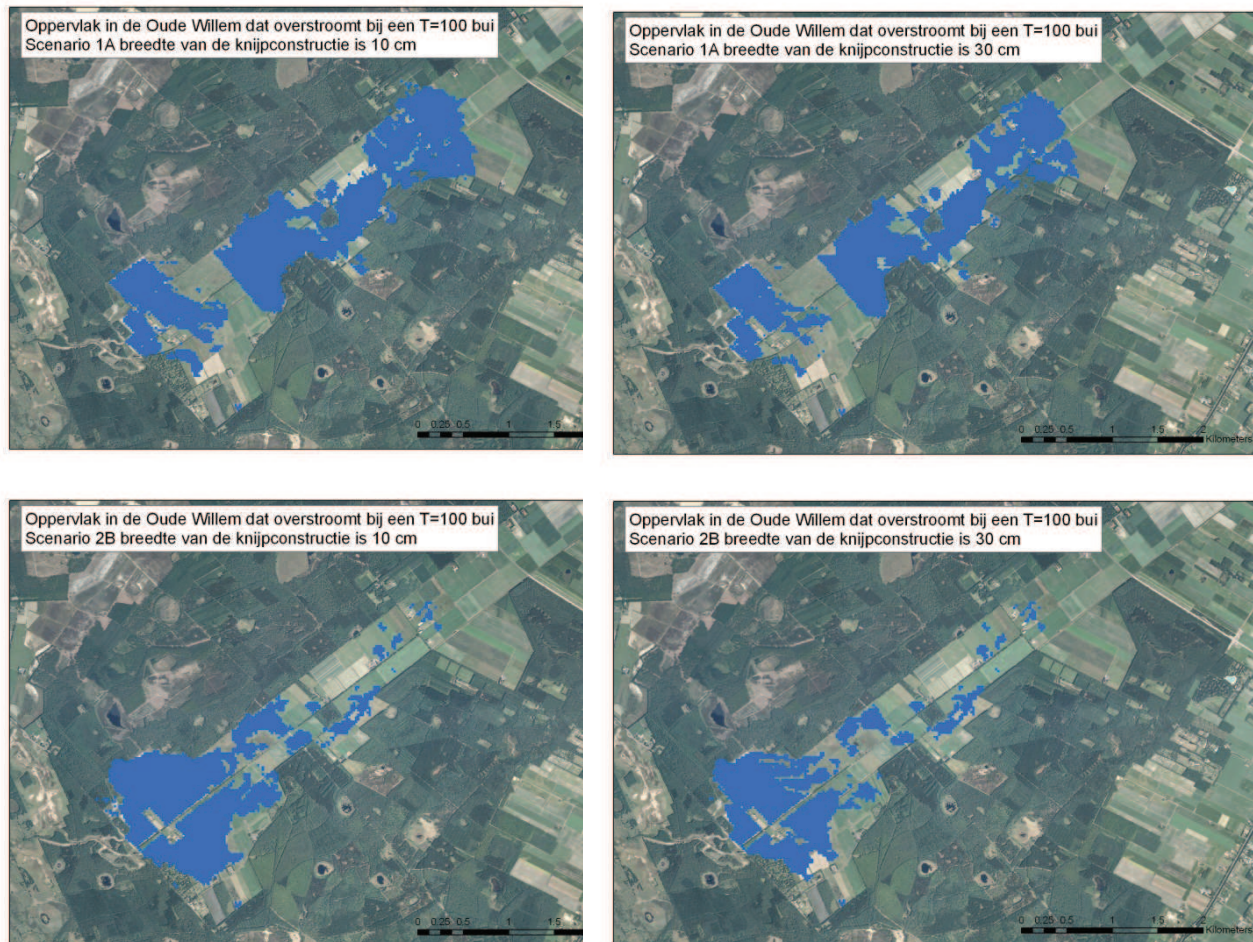 Oppervlak in de Oude Willem dat overstroomt bij een T=100 bui
Scenario 1A breedte van de knijpconstructie is 10 cm
0 0.25 0.5 1 1.5
Oppervlak in de Oude Willem dat overstroomt bij een T=100 bui
Scenario 1A breedte van de knijpconstructie is 30 cm
0 0.25 0.5 1 1.5 2
Kilometers
Oppervlak in de Oude Willem dat overstroomt bij een T=100 bui
Scenario 2B breedte van de knijpconstructie is 10 cm
0 0.25 0.5 1 1.5
Oppervlak in de Oude Willem dat overstroomt bij een T=100 bui
Scenario 2B breedte van de knijpconstructie is 30 cm
0 0.25 0.5 1 1.5 2
Kilometers